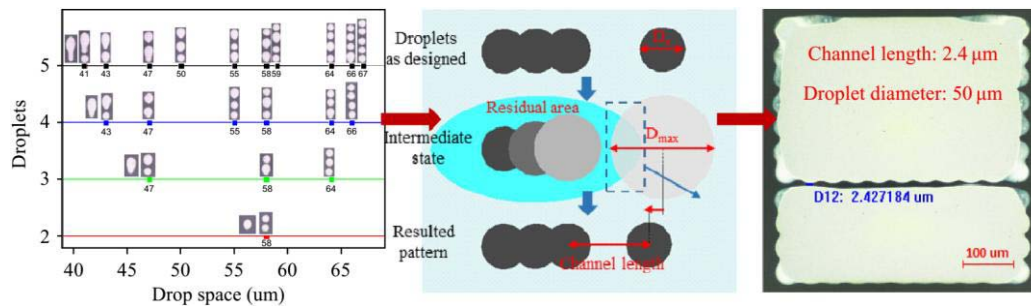 Droplets
5
41 43 47 50 55 58 59 64 66 67
4
43 47 55 58 64 66
3
47 58 64
2
58
40 45 50 55 60 65
Drop space (um)
Droplets
as designed
Residual area
Intermediate
state
Dmax
Resulted
pattern
Channel length
Channel length: 2.4 μm
Droplet diameter: 50 μm
D12: 2.427184 um
100 um